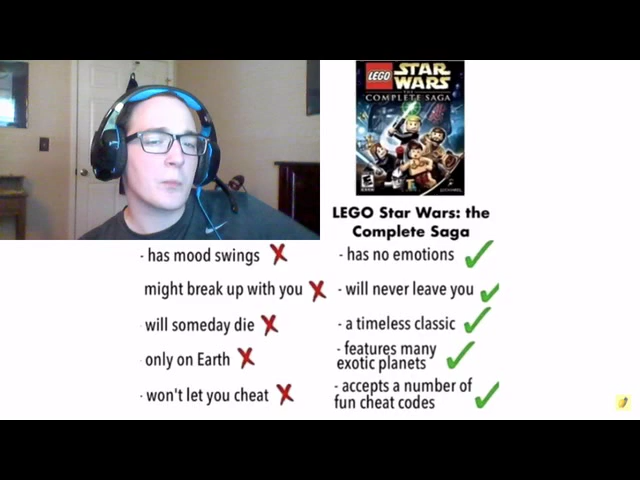 LEGO STAR WARS
THE
COMPLETE SAGA
LEGO Star Wars: the
Complete Saga
- has mood swings
- has no emotions
might break up with you
- will never leave you
will someday die
- a timeless classic
only on Earth
- features many
exotic planets
- won't let you cheat
- accepts a number of
fun cheat codes